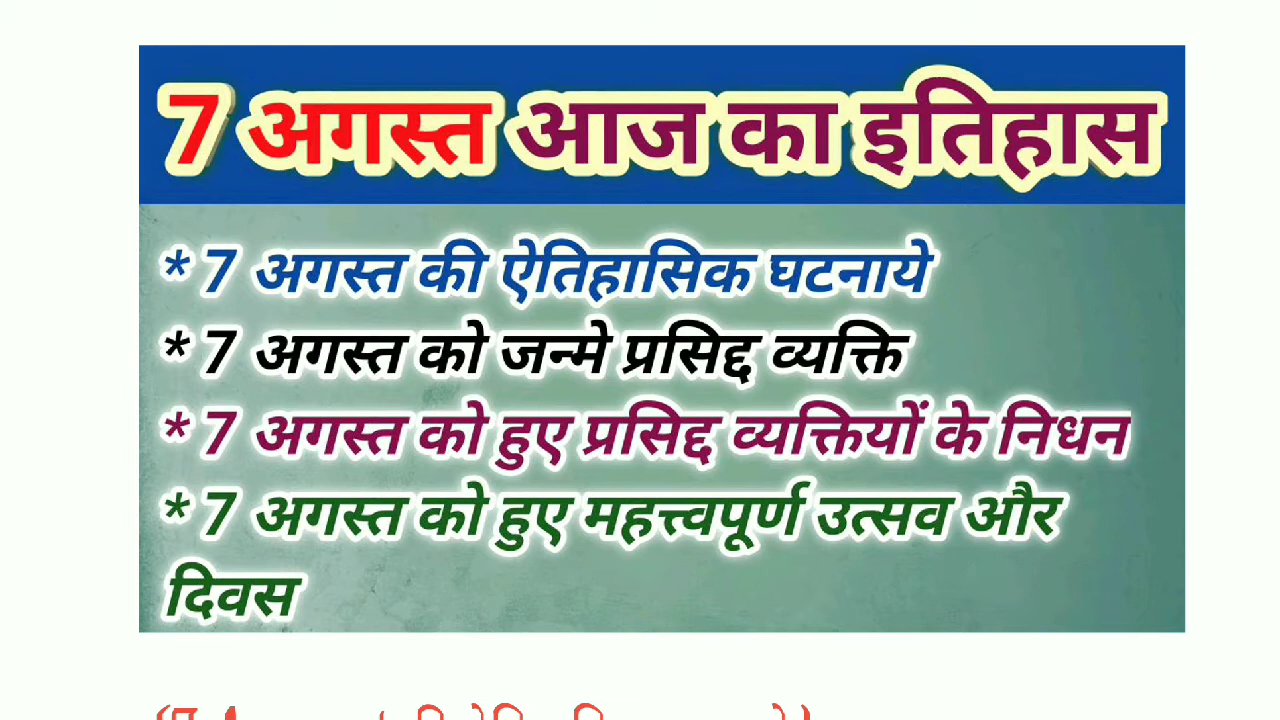 7 अगस्त आज का इतिहास
* 7 अगस्त की ऐतिहासिक घटनाये
* 7 अगस्त को जन्मे प्रसिद्द व्यक्ति
* 7 अगस्त को हुए प्रसिद्द व्यक्तियों के निधन
* 7 अगस्त को हुए महत्त्वपूर्ण उत्सव और
दिवस